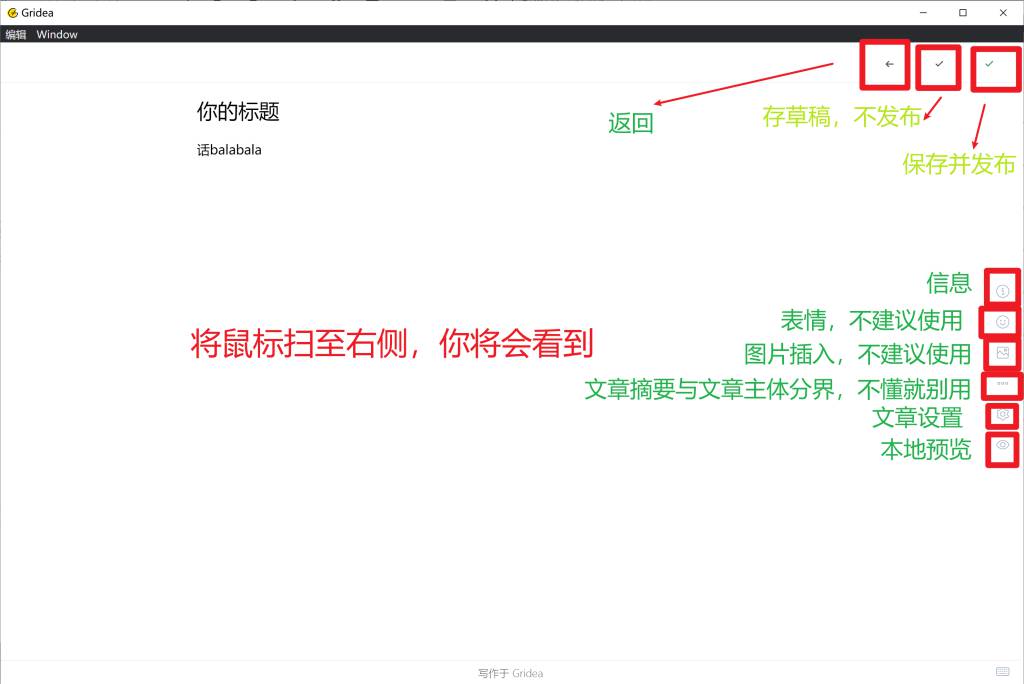 Gridea
编辑 Window
你的标题
返回
存草稿，不发布
话balabala
保存并发布
信息
表情，不建议使用
将鼠标扫至右侧，你将会看到
图片插入，不建议使用
文章摘要与文章主体分界，不懂就别用
文章设置
本地预览
写作于 Gridea